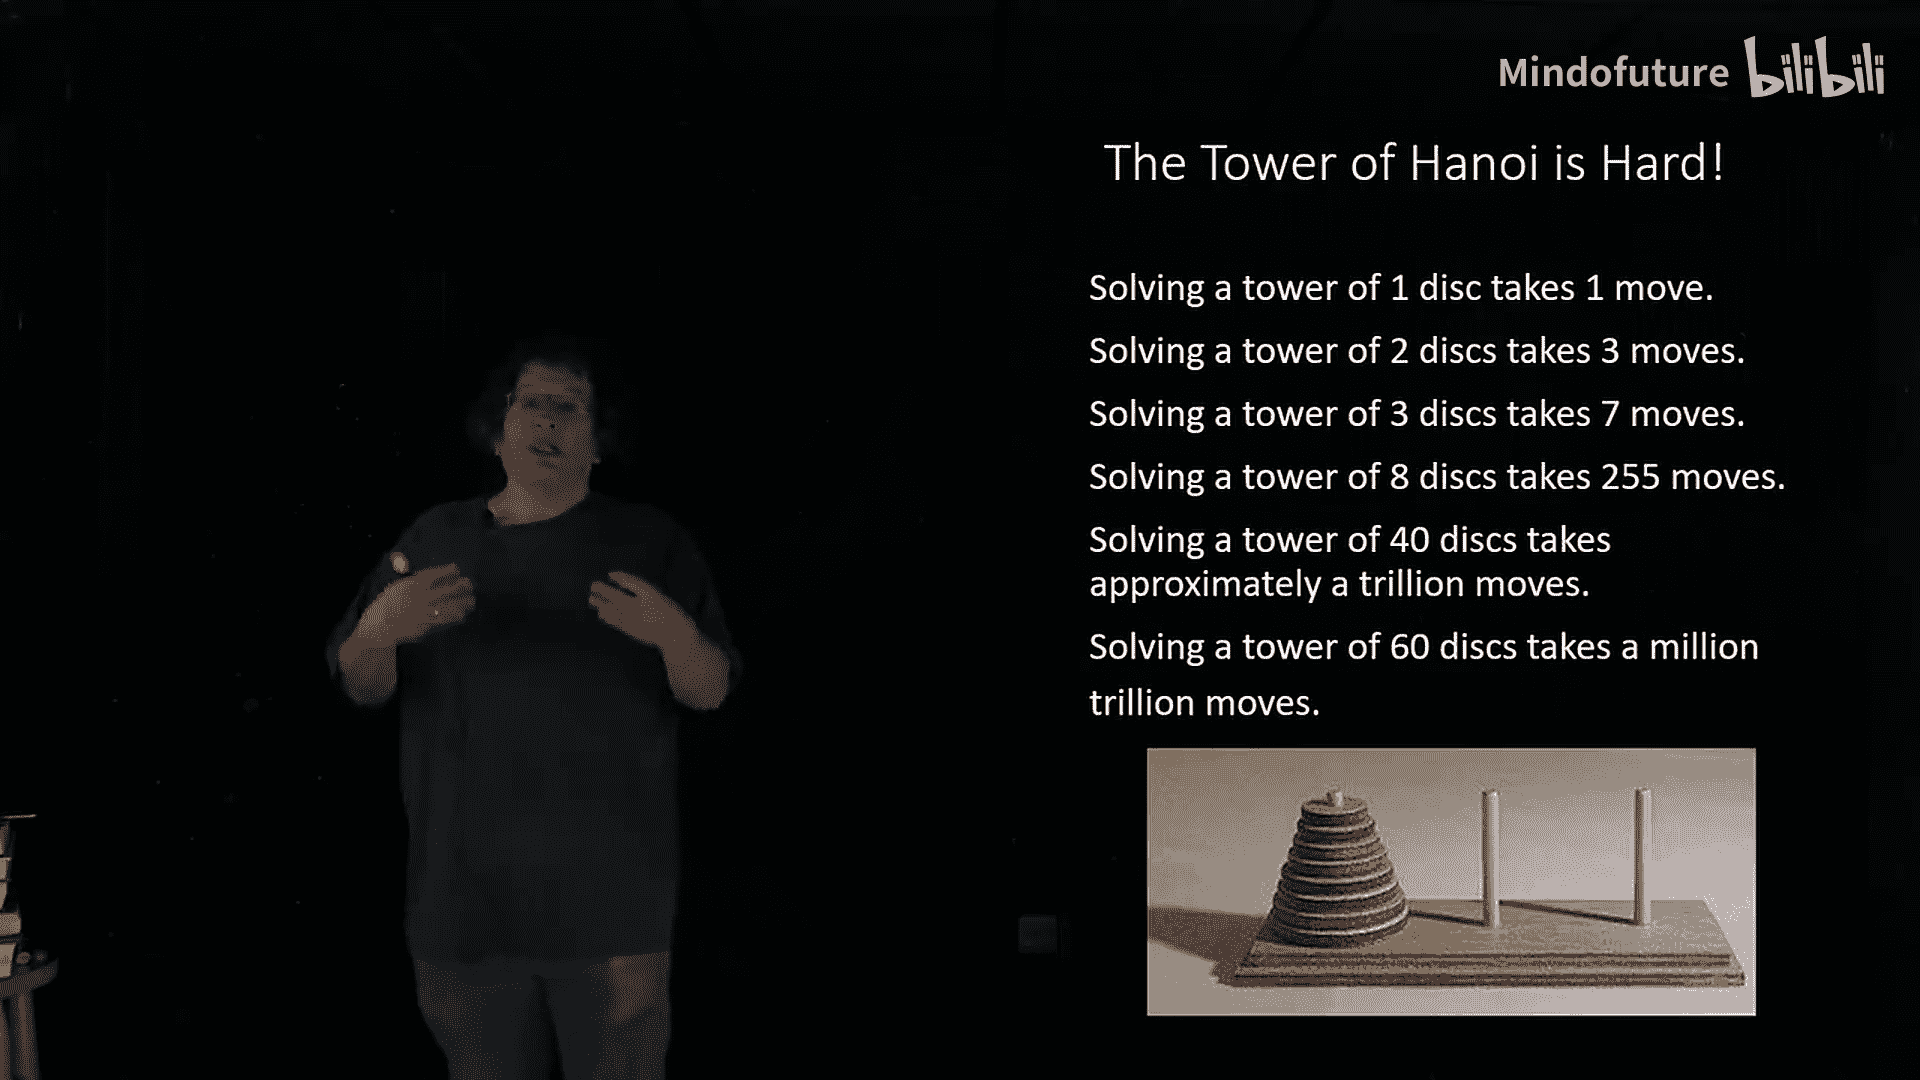 Mindofuture bilibili
The Tower of Hanoi is Hard!
Solving a tower of 1 disc takes 1 move.
Solving a tower of 2 discs takes 3 moves.
Solving a tower of 3 discs takes 7 moves.
Solving a tower of 8 discs takes 255 moves.
Solving a tower of 40 discs takes
approximately a trillion moves.
Solving a tower of 60 discs takes a million
trillion moves.